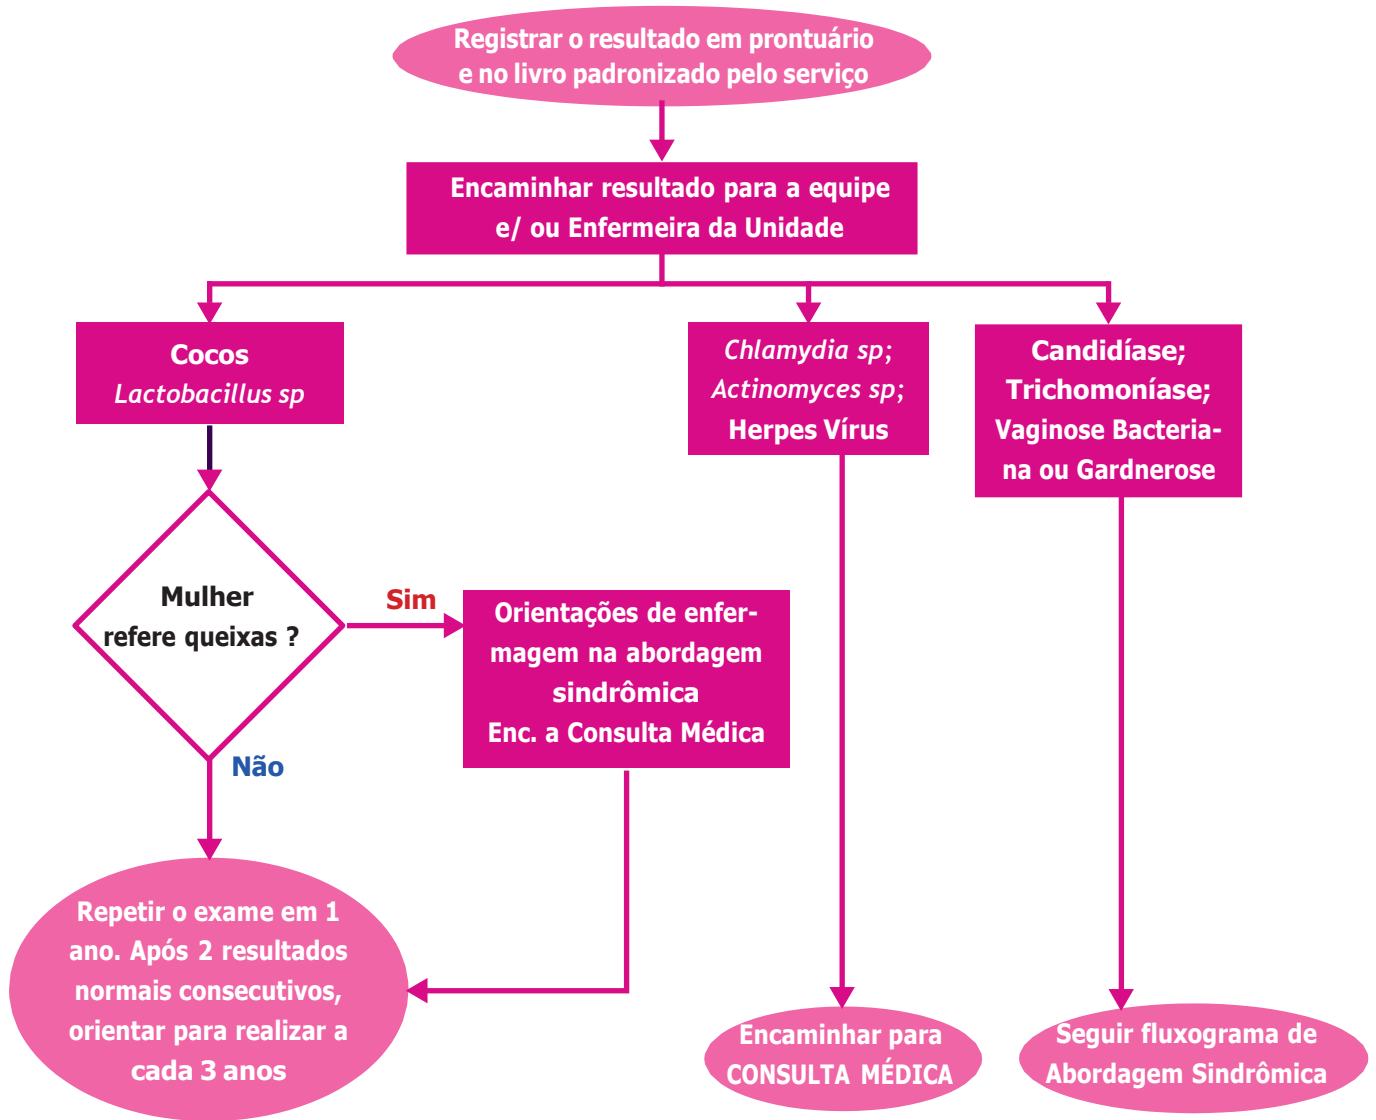 Registrar o resultado em prontuário
e no livro padronizado pelo serviço
Encaminhar resultado para a equipe
e/ ou Enfermeira da Unidade
Cocos
Lactobacillus sp
Chlamydia sp;
Actinomyces sp;
Herpes Vírus
Candidíase;
Trichomoníase;
Vaginose Bacteria-
na ou Gardnerose
Mulher
refere queixas ?
Sim
Orientações de enfer-
magem na abordagem
sindrômica
Enc. a Consulta Médica
Não
Repetir o exame em 1
ano. Após 2 resultados
normais consecutivos,
orientar para realizar a
cada 3 anos
Encaminhar para
CONSULTA MÉDICA
Seguir fluxograma de
Abordagem Sindrômica